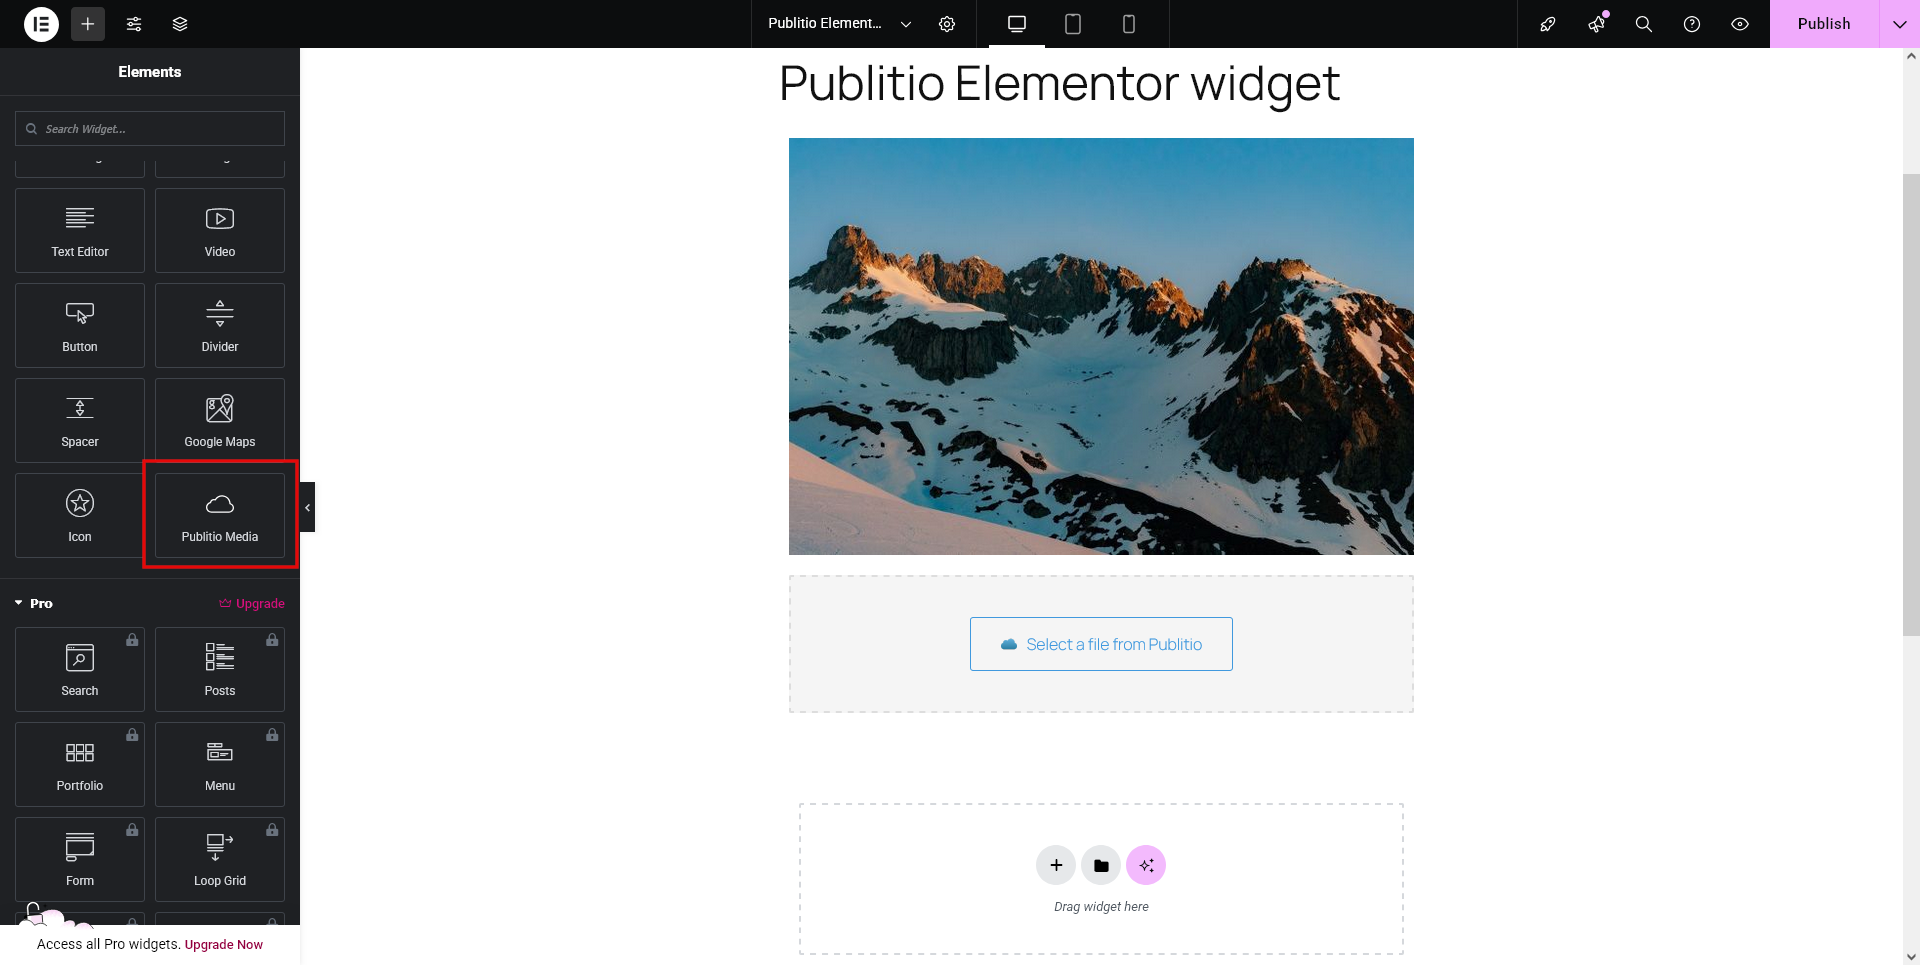 Publitio Element...
Publish
Elements
Search Widget...
Text Editor
Video
Button
Divider
Spacer
Google Maps
Icon
Publitio Media
Pro
Upgrade
Search
Posts
Portfolio
Menu
Form
Loop Grid
Access all Pro widgets. Upgrade Now
Publitio Elementor widget
Select a file from Publitio
Drag widget here